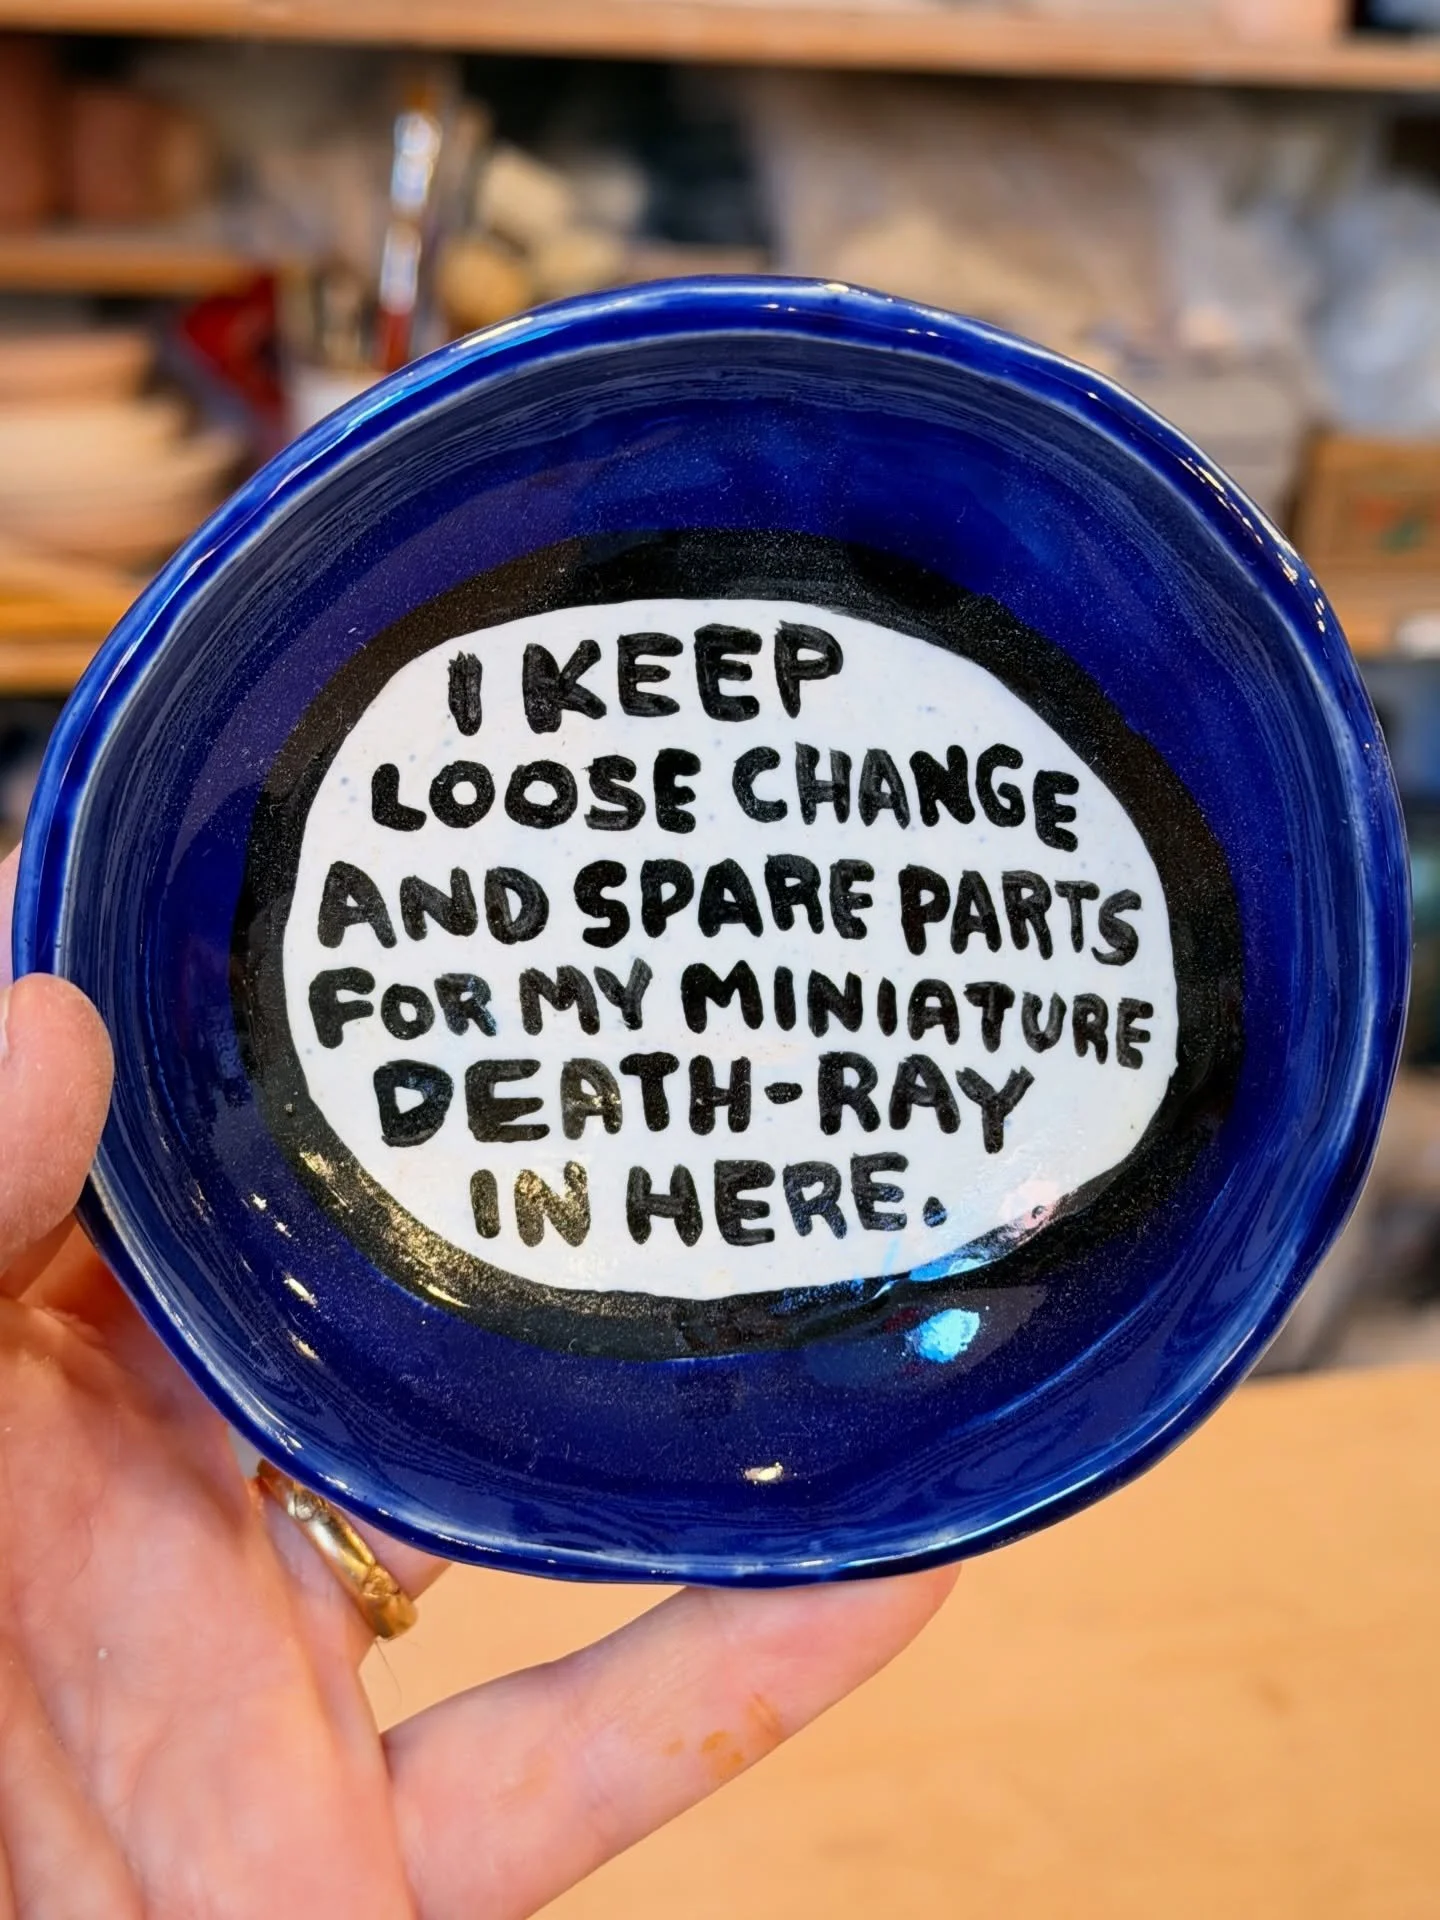 I KEEP
LOOSE CHANGE
AND SPARE PARTS
FOR MY MINIATURE
DEATH-RAY
IN HERE.